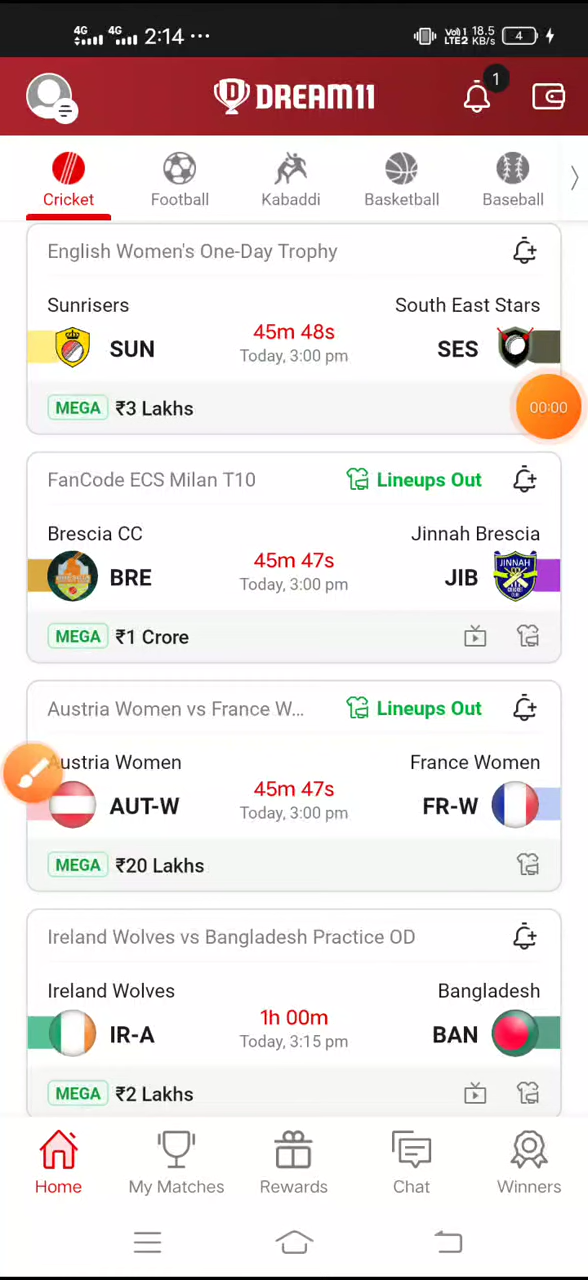 4G 4G 2:14 ... Vo) 1 LTE2 18.5 KB/s 4
DREAM11 1
Cricket Football Kabaddi Basketball Baseball
English Women's One-Day Trophy
Sunrisers South East Stars
SUN 45m 48s SES
Today, 3:00 pm
MEGA ₹3 Lakhs
00:00
FanCode ECS Milan T10 Lineups Out
Brescia CC Jinnah Brescia
BRE 45m 47s JIB
JINNAH
Today, 3:00 pm
MEGA ₹1 Crore
Austria Women vs France W... Lineups Out
Austria Women France Women
AUT-W 45m 47s FR-W
Today, 3:00 pm
MEGA ₹20 Lakhs
Ireland Wolves vs Bangladesh Practice OD
Ireland Wolves Bangladesh
IR-A 1h 00m BAN
Today, 3:15 pm
MEGA ₹2 Lakhs
Home My Matches Rewards Chat Winners